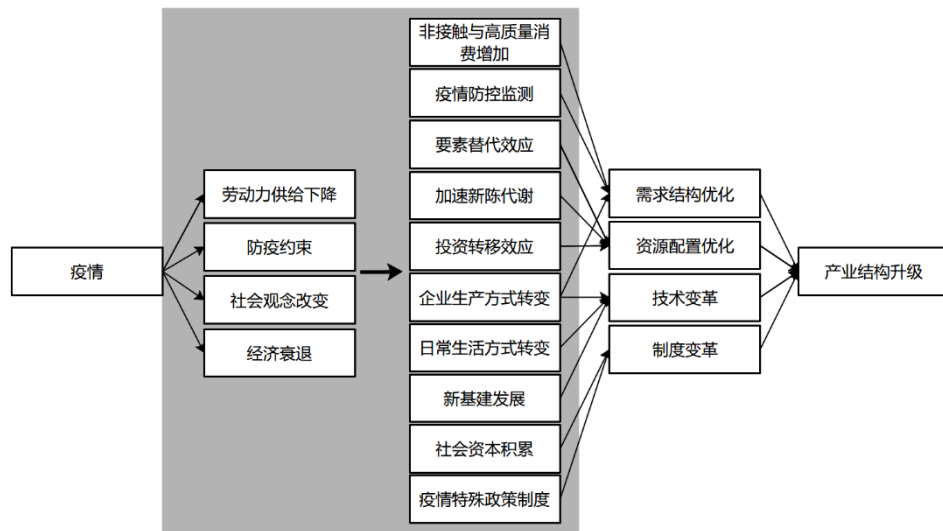 疫情
劳动力供给下降
防疫约束
社会观念改变
经济衰退
非接触与高质量消
费增加
疫情防控监测
要素替代效应
加速新陈代谢
投资转移效应
企业生产方式转变
日常生活方式转变
新基建发展
社会资本积累
疫情特殊政策制度
需求结构优化
资源配置优化
技术变革
制度变革
产业结构升级